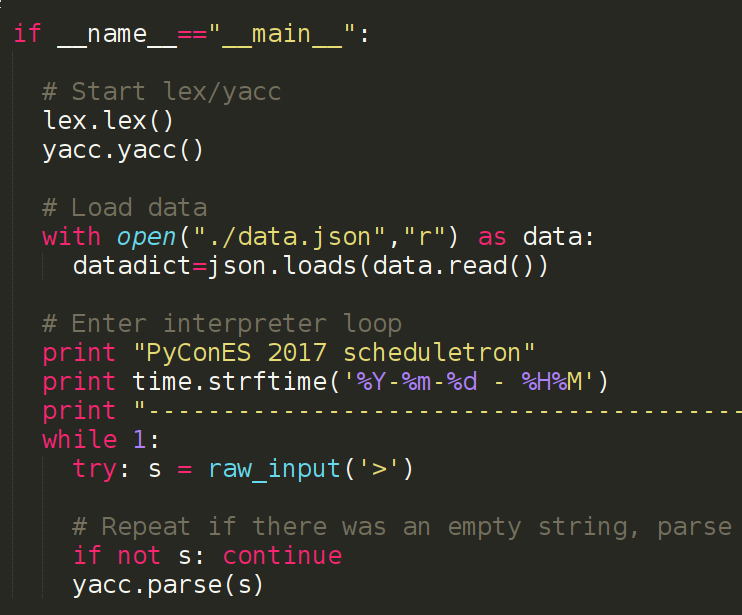 if __name__=="__main__":
# Start lex/yacc
lex.lex()
yacc.yacc()
# Load data
with open("./data.json","r") as data:
datadict=json.loads(data.read())
# Enter interpreter loop
print "PyConES 2017 scheduletron"
print time.strftime('%Y-%m-%d - %H%M')
print "----------------------------------------
while 1:
try: s = raw_input('>')
# Repeat if there was an empty string, parse
if not s: continue
yacc.parse(s)